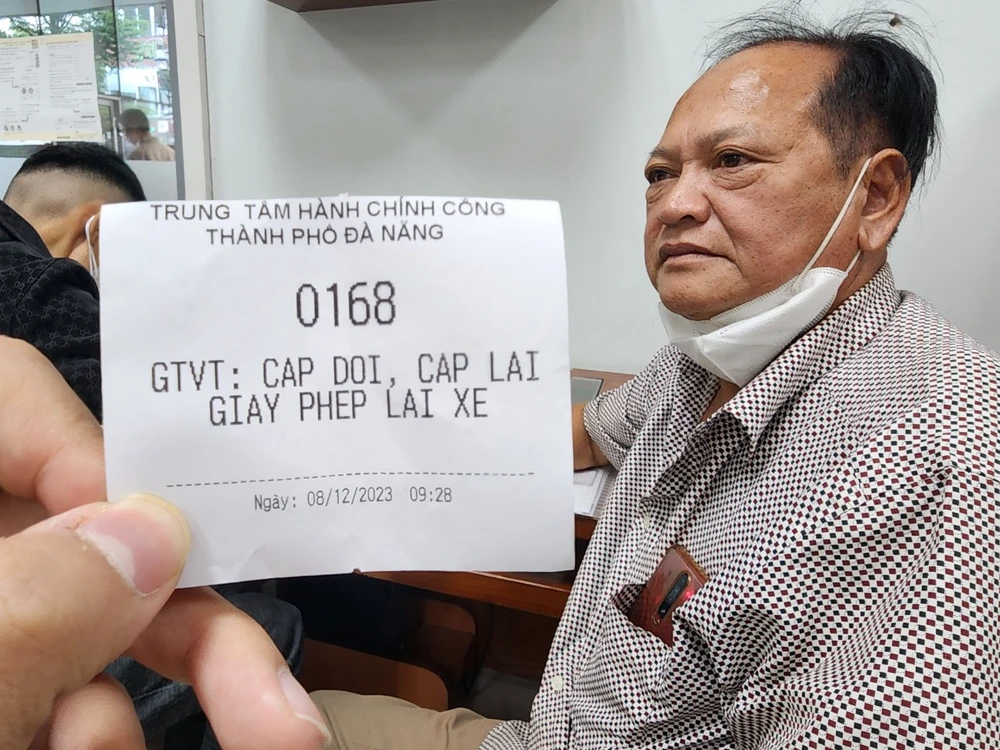 TRUNG TÂM HÀNH CHÍNH CÔNG
THÀNH PHỐ ĐÀ NẴNG
0168
GTVT: CAP DOI, CAP LAI
GIAY PHEP LAI XE
Ngày: 08/12/2023 09:28